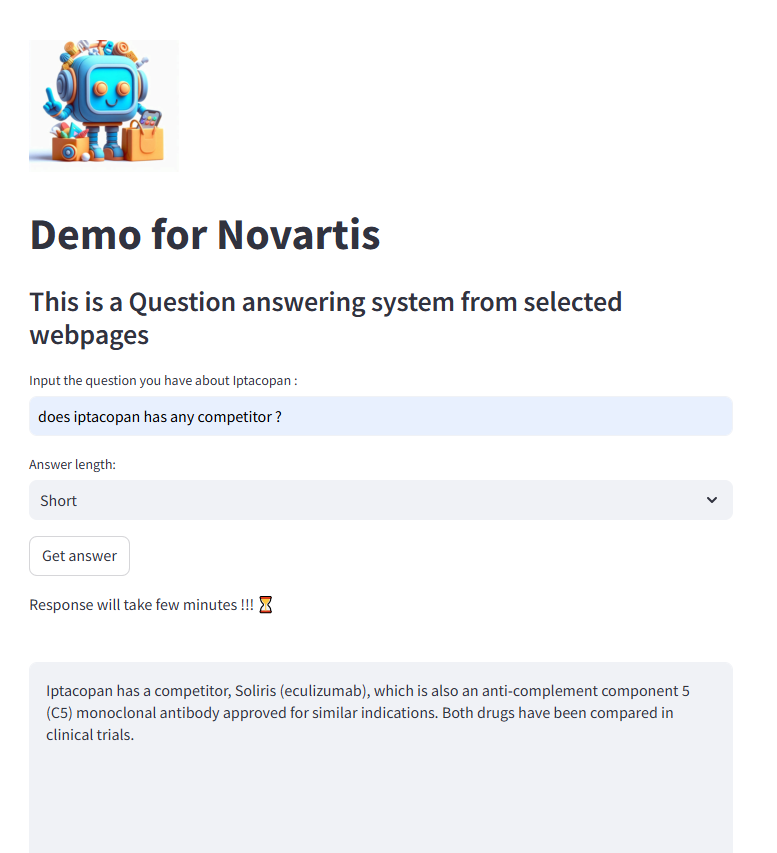 Demo for Novartis
This is a Question answering system from selected
webpages
Input the question you have about Iptacopan :
does iptacopan has any competitor ?
Answer length:
Short
Get answer
Response will take few minutes !!! ⏳
Iptacopan has a competitor, Soliris (eculizumab), which is also an anti-complement component 5
(C5) monoclonal antibody approved for similar indications. Both drugs have been compared in
clinical trials.